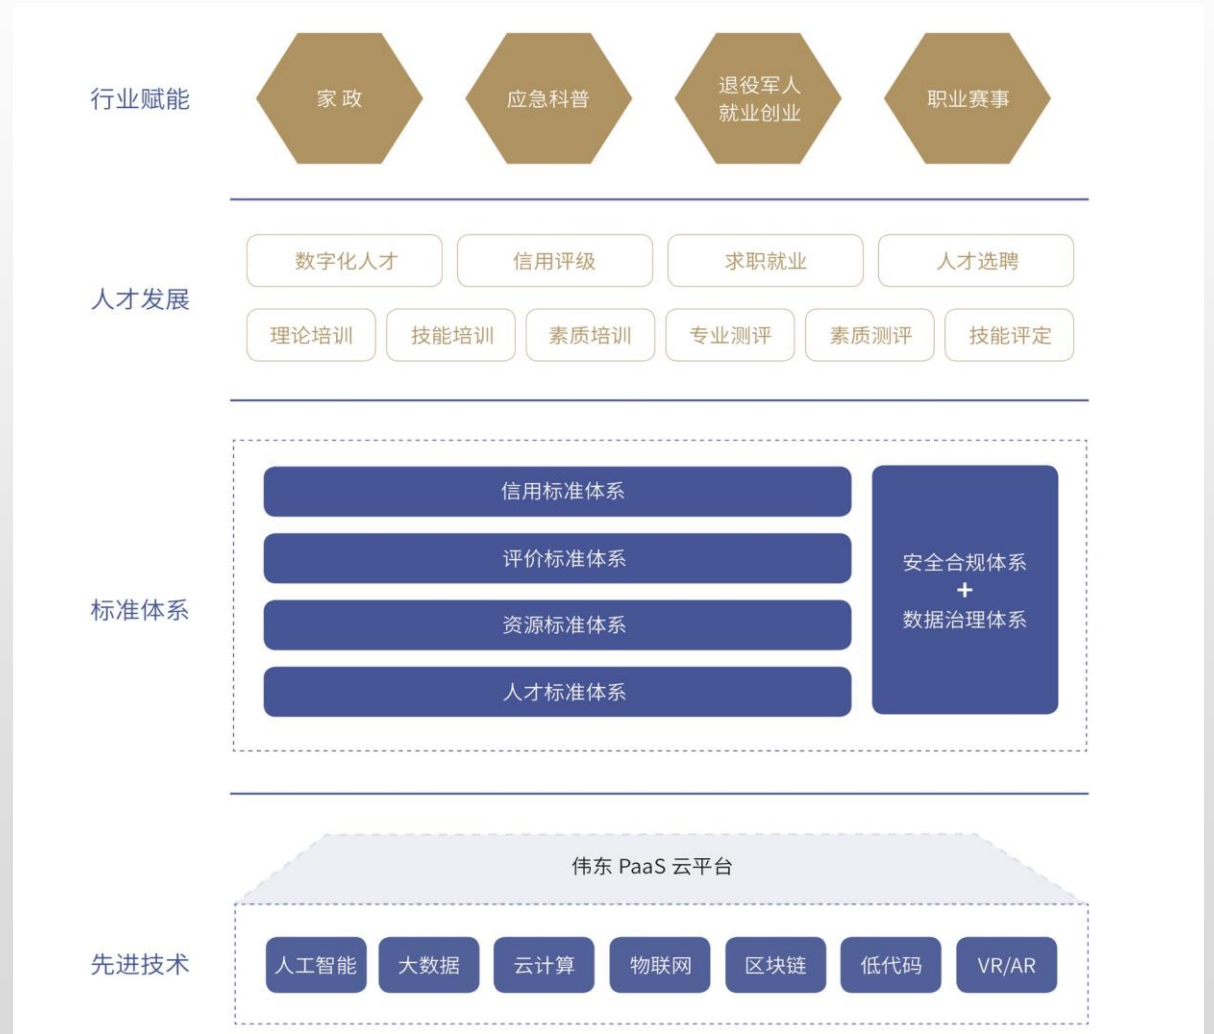 行业赋能
家政
应急科普
退役军人
就业创业
职业赛事
人才发展
数字化人才
信用评级
求职就业
人才选聘
理论培训
技能培训
素质培训
专业测评
素质测评
技能评定
标准体系
信用标准体系
评价标准体系
资源标准体系
人才标准体系
安全合规体系
+
数据治理体系
伟东 PaaS 云平台
先进技术
人工智能
大数据
云计算
物联网
区块链
低代码
VR/AR